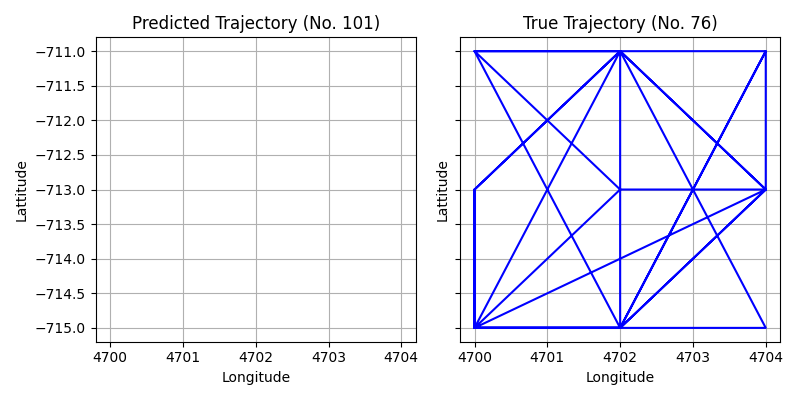 Predicted Trajectory (No. 101)
True Trajectory (No. 76)
−711.0
−711.5
−712.0
−712.5
−713.0
−713.5
−714.0
−714.5
−715.0
Lattitude
Lattitude
4700 4701 4702 4703 4704
4700 4701 4702 4703 4704
Longitude
Longitude